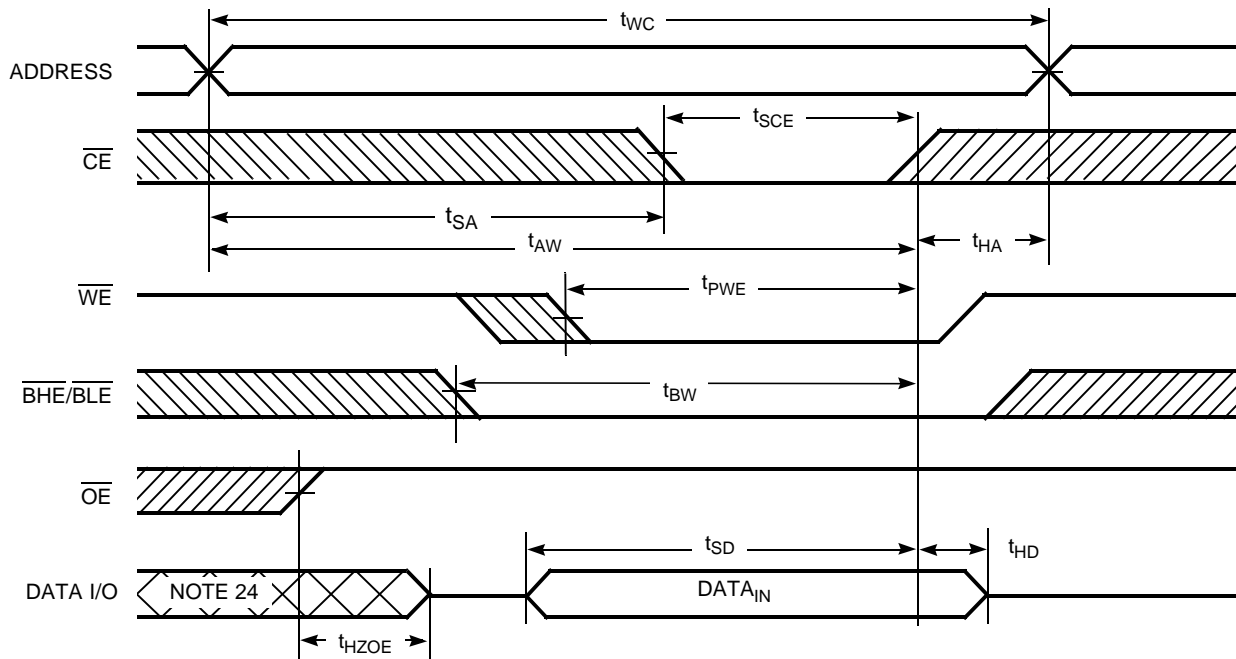 tWC
ADDRESS
tSCE
CE
tSA
tAW
tHA
WE
tPWE
BHE/BLE
tBW
OE
tSD
tHD
DATA I/O
NOTE 24
DATAIN
tHZOE